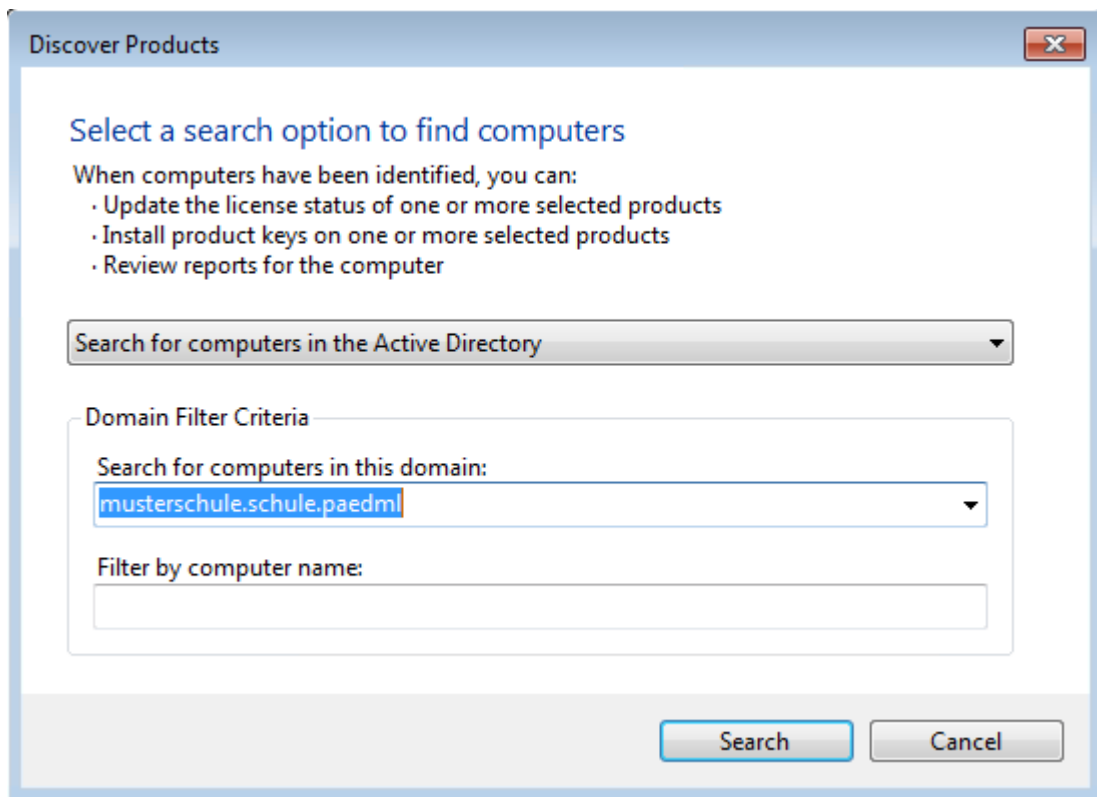 Discover Products
Select a search option to find computers
When computers have been identified, you can:
· Update the license status of one or more selected products
· Install product keys on one or more selected products
· Review reports for the computer
Search for computers in the Active Directory
Domain Filter Criteria
Search for computers in this domain:
musterschule.schule.paedml
Filter by computer name:
Search Cancel